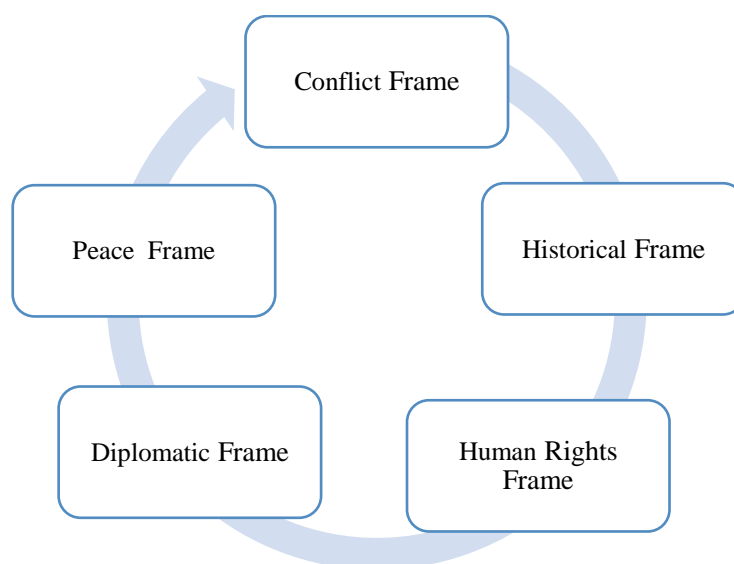 Conflict Frame
Historical Frame
Human Rights
Frame
Diplomatic Frame
Peace Frame